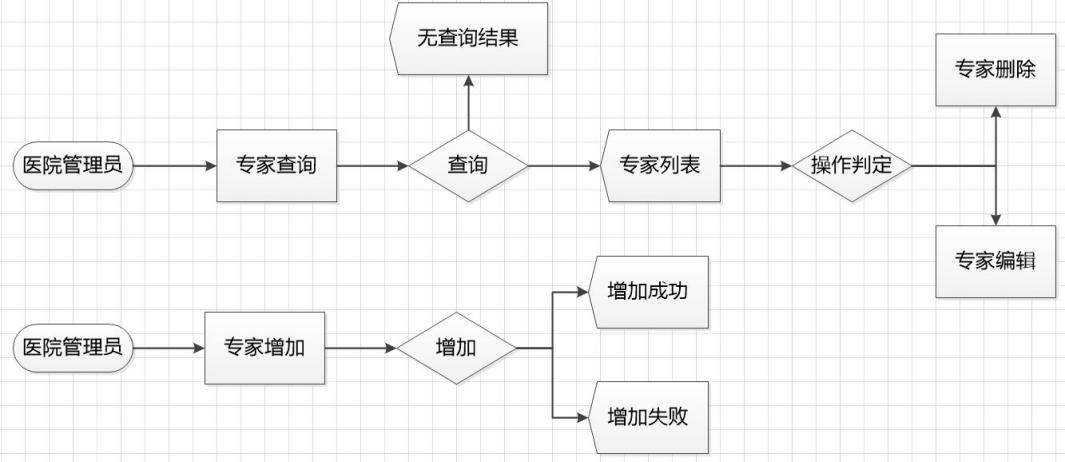 无查询结果
专家删除
医院管理员
专家查询
查询
专家列表
操作判定
专家编辑
增加成功
医院管理员
专家增加
增加
增加失败